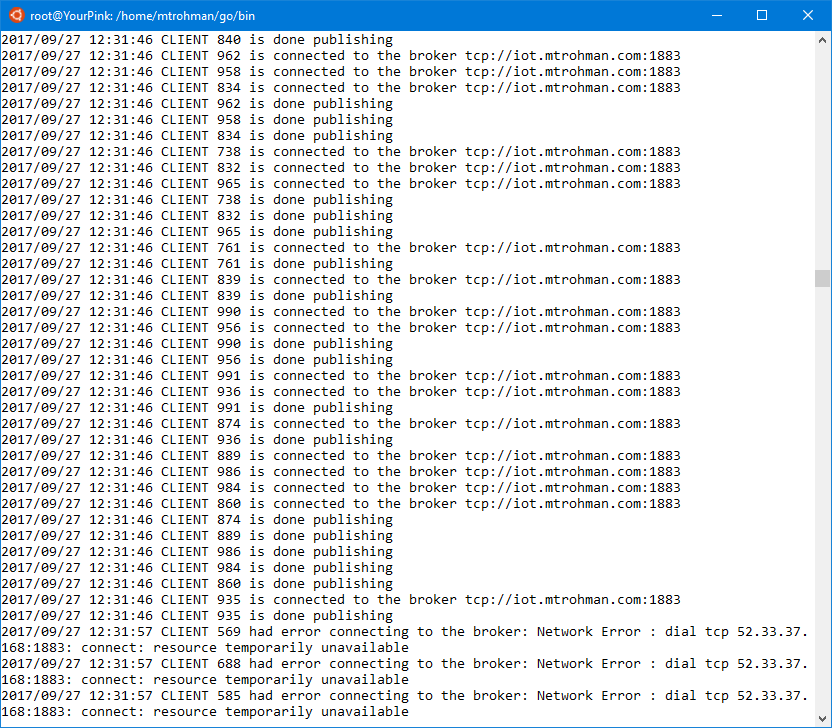 root@YourPink: /home/mtrohman/go/bin
2017/09/27 12:31:46 CLIENT 840 is done publishing
2017/09/27 12:31:46 CLIENT 962 is connected to the broker tcp://iot.mtrohman.com:1883
2017/09/27 12:31:46 CLIENT 958 is connected to the broker tcp://iot.mtrohman.com:1883
2017/09/27 12:31:46 CLIENT 834 is connected to the broker tcp://iot.mtrohman.com:1883
2017/09/27 12:31:46 CLIENT 962 is done publishing
2017/09/27 12:31:46 CLIENT 958 is done publishing
2017/09/27 12:31:46 CLIENT 834 is done publishing
2017/09/27 12:31:46 CLIENT 738 is connected to the broker tcp://iot.mtrohman.com:1883
2017/09/27 12:31:46 CLIENT 832 is connected to the broker tcp://iot.mtrohman.com:1883
2017/09/27 12:31:46 CLIENT 965 is connected to the broker tcp://iot.mtrohman.com:1883
2017/09/27 12:31:46 CLIENT 738 is done publishing
2017/09/27 12:31:46 CLIENT 832 is done publishing
2017/09/27 12:31:46 CLIENT 965 is done publishing
2017/09/27 12:31:46 CLIENT 761 is connected to the broker tcp://iot.mtrohman.com:1883
2017/09/27 12:31:46 CLIENT 761 is done publishing
2017/09/27 12:31:46 CLIENT 839 is connected to the broker tcp://iot.mtrohman.com:1883
2017/09/27 12:31:46 CLIENT 839 is done publishing
2017/09/27 12:31:46 CLIENT 990 is connected to the broker tcp://iot.mtrohman.com:1883
2017/09/27 12:31:46 CLIENT 956 is connected to the broker tcp://iot.mtrohman.com:1883
2017/09/27 12:31:46 CLIENT 990 is done publishing
2017/09/27 12:31:46 CLIENT 956 is done publishing
2017/09/27 12:31:46 CLIENT 991 is connected to the broker tcp://iot.mtrohman.com:1883
2017/09/27 12:31:46 CLIENT 936 is connected to the broker tcp://iot.mtrohman.com:1883
2017/09/27 12:31:46 CLIENT 991 is done publishing
2017/09/27 12:31:46 CLIENT 874 is connected to the broker tcp://iot.mtrohman.com:1883
2017/09/27 12:31:46 CLIENT 936 is done publishing
2017/09/27 12:31:46 CLIENT 889 is connected to the broker tcp://iot.mtrohman.com:1883
2017/09/27 12:31:46 CLIENT 986 is connected to the broker tcp://iot.mtrohman.com:1883
2017/09/27 12:31:46 CLIENT 984 is connected to the broker tcp://iot.mtrohman.com:1883
2017/09/27 12:31:46 CLIENT 860 is connected to the broker tcp://iot.mtrohman.com:1883
2017/09/27 12:31:46 CLIENT 874 is done publishing
2017/09/27 12:31:46 CLIENT 889 is done publishing
2017/09/27 12:31:46 CLIENT 986 is done publishing
2017/09/27 12:31:46 CLIENT 984 is done publishing
2017/09/27 12:31:46 CLIENT 860 is done publishing
2017/09/27 12:31:46 CLIENT 935 is connected to the broker tcp://iot.mtrohman.com:1883
2017/09/27 12:31:46 CLIENT 935 is done publishing
2017/09/27 12:31:57 CLIENT 569 had error connecting to the broker: Network Error : dial tcp 52.33.37.
168:1883: connect: resource temporarily unavailable
2017/09/27 12:31:57 CLIENT 688 had error connecting to the broker: Network Error : dial tcp 52.33.37.
168:1883: connect: resource temporarily unavailable
2017/09/27 12:31:57 CLIENT 585 had error connecting to the broker: Network Error : dial tcp 52.33.37.
168:1883: connect: resource temporarily unavailable